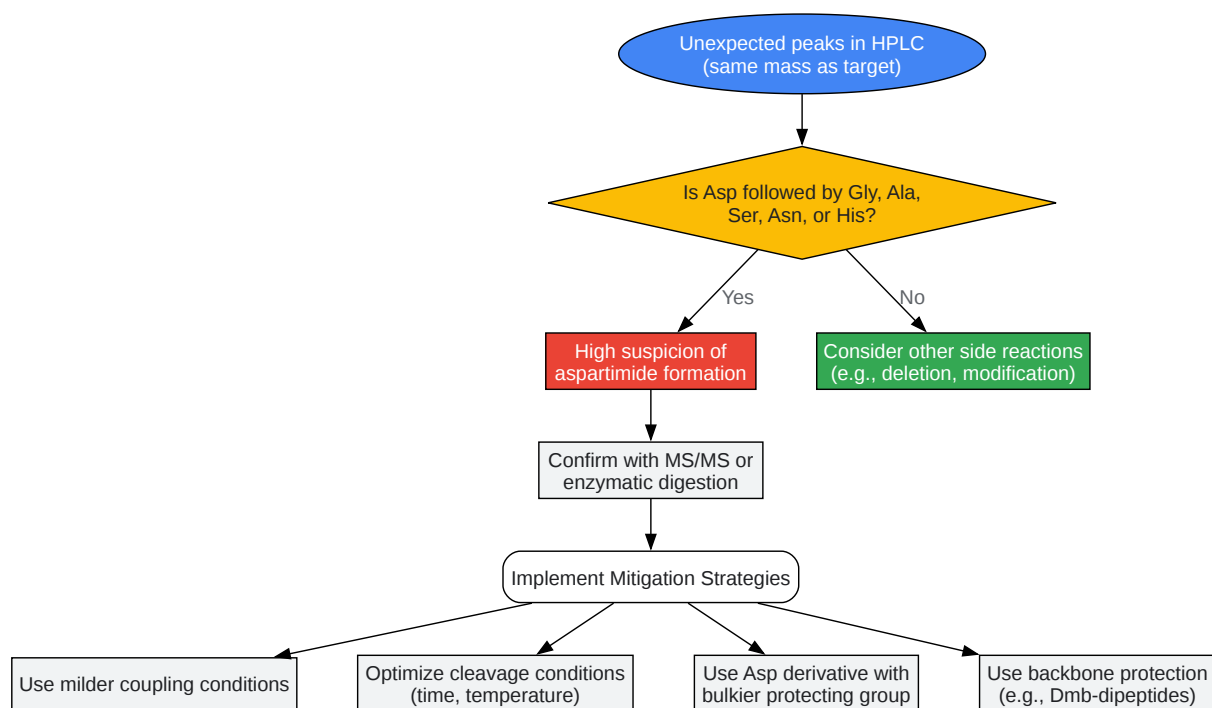 Unexpected peaks in HPLC
(same mass as target)
Is Asp followed by Gly, Ala,
Ser, Asn, or His?
Yes
No
High suspicion of
aspartimide formation
Consider other side reactions
(e.g., deletion, modification)
Confirm with MS/MS or
enzymatic digestion
Implement Mitigation Strategies
Use milder coupling conditions
Optimize cleavage conditions
(time, temperature)
Use Asp derivative with
bulkier protecting group
Use backbone protection
(e.g., Dmb-dipeptides)